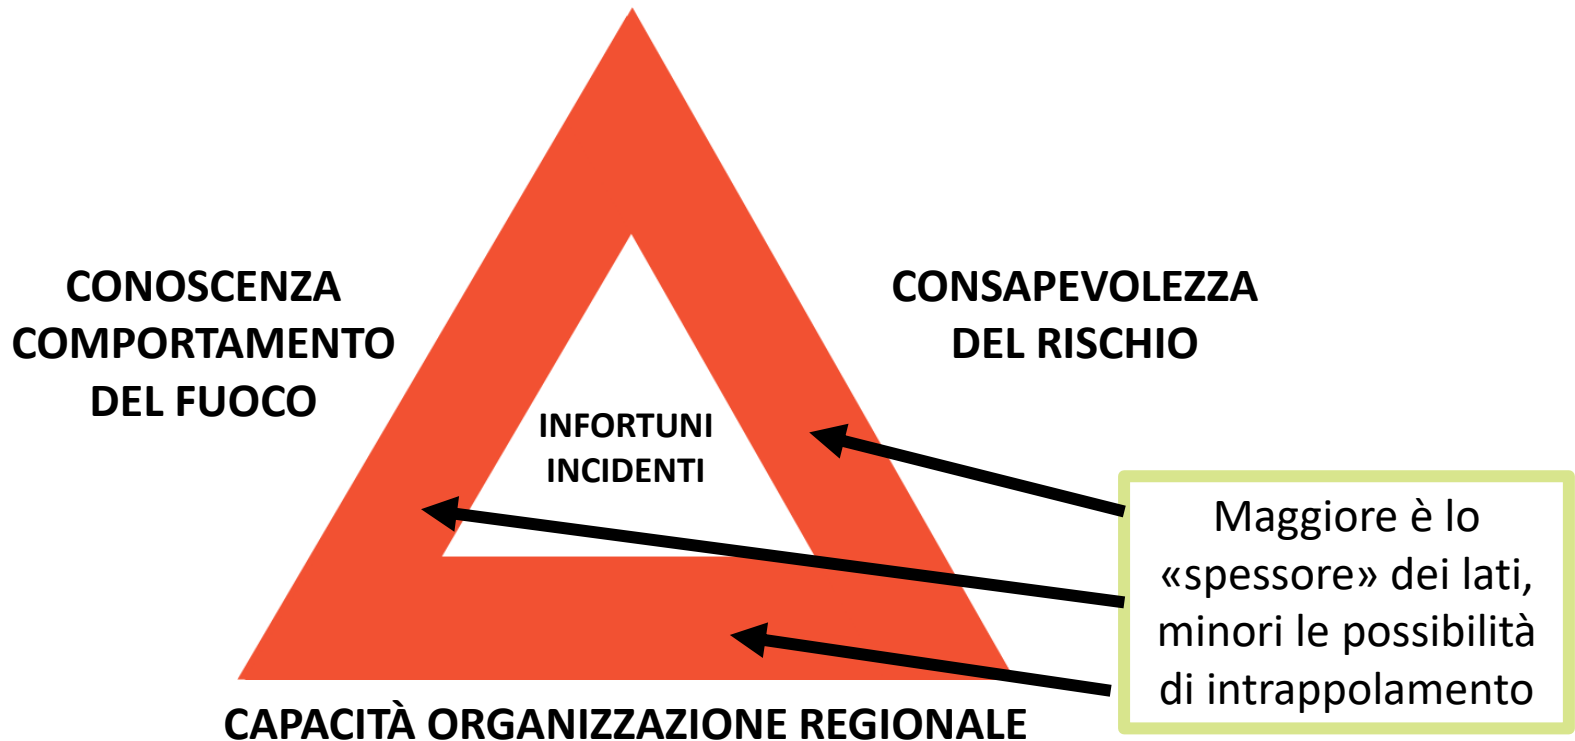 CONOSCENZA
COMPORTAMENTO
DEL FUOCO
CONSAPEVOLEZZA
DEL RISCHIO
INFORTUNI
INCIDENTI
Maggiore è lo
«spessore» dei lati,
minori le possibilità
di intrappolamento
CAPACITÀ ORGANIZZAZIONE REGIONALE